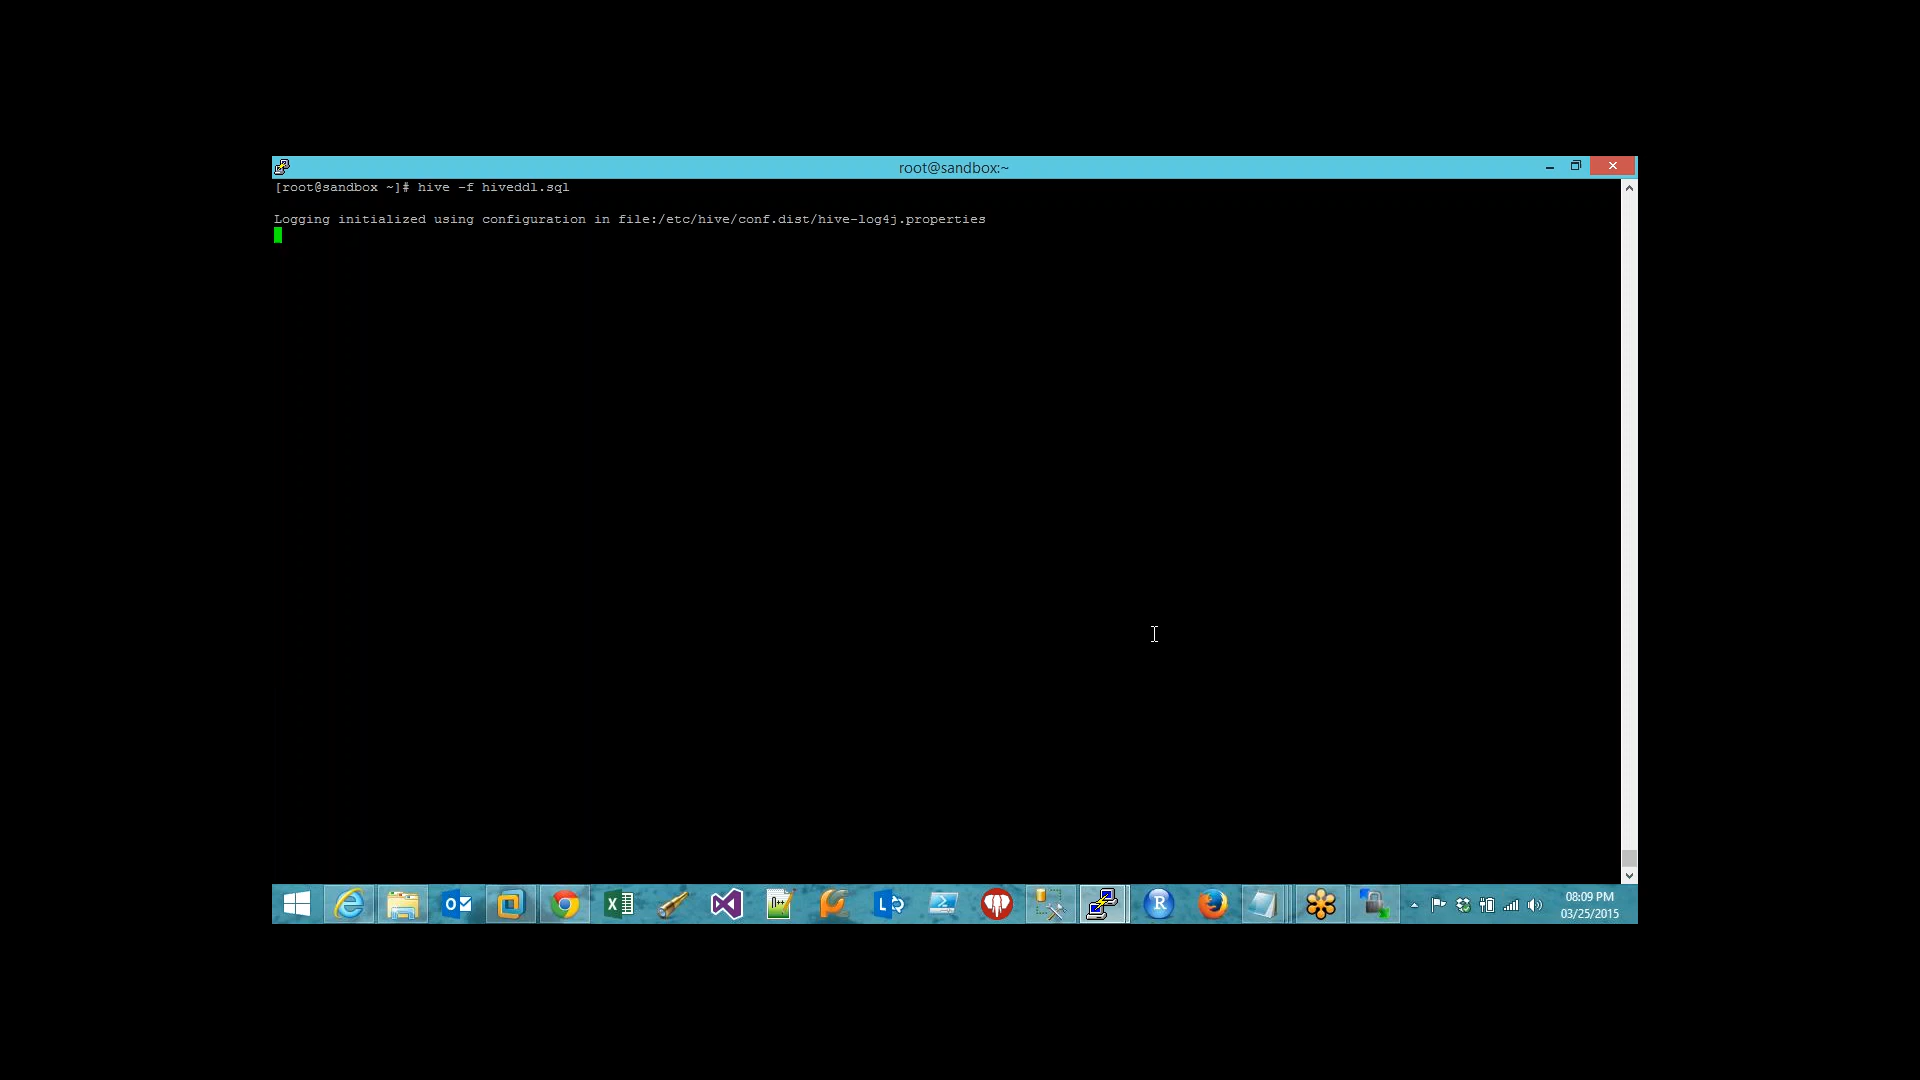 root@sandbox:~
[root@sandbox ~]# hive -f hiveddl.sql
Logging initialized using configuration in file:/etc/hive/conf.dist/hive-log4j.properties
08:09 PM
03/25/2015